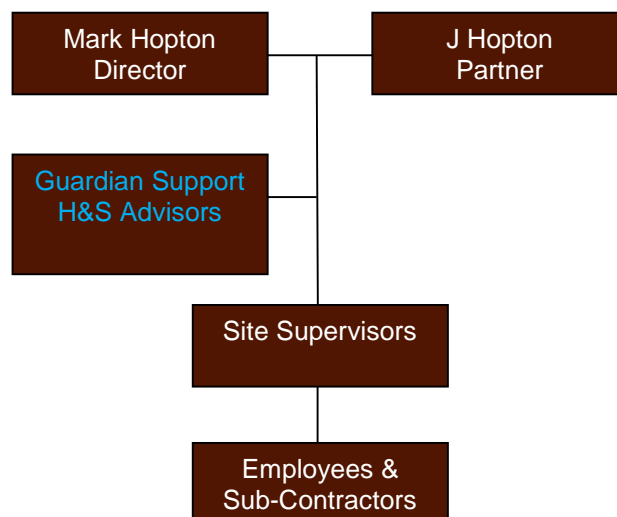 Mark Hopton
Director
J Hopton
Partner
Guardian Support
H&S Advisors
Site Supervisors
Employees &
Sub-Contractors